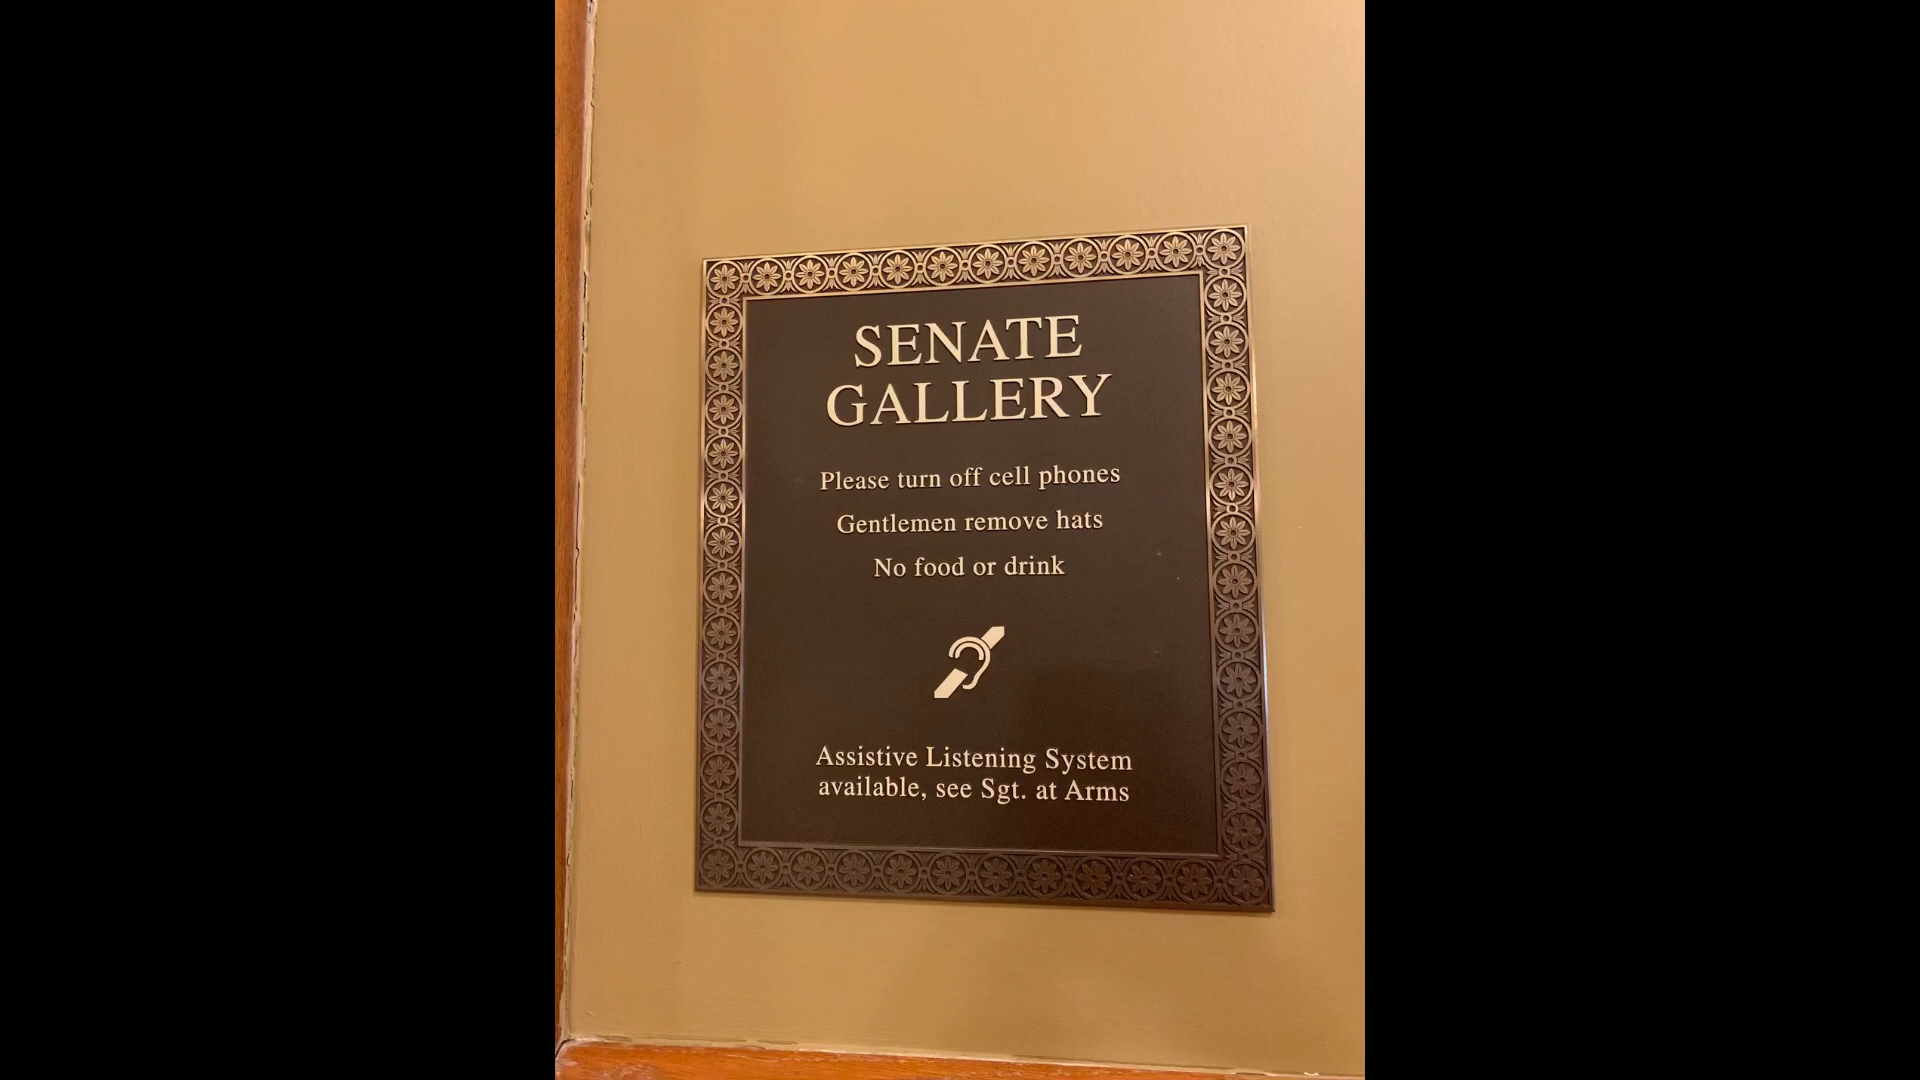 SENATE
GALLERY
Please turn off cell phones
Gentlemen remove hats
No food or drink
Assistive Listening System
available, see Sgt. at Arms